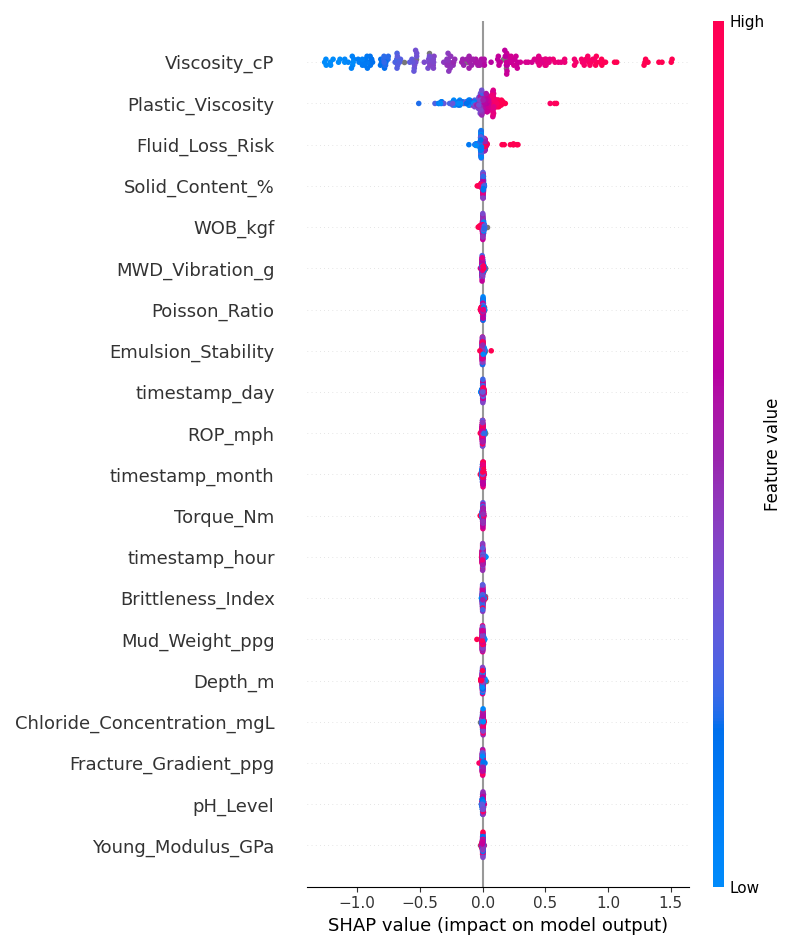 High
Viscosity_cP
Plastic_Viscosity
Fluid_Loss_Risk
Solid_Content_%
WOB_kgf
MWD_Vibration_g
Poisson_Ratio
Emulsion_Stability
timestamp_day
ROP_mph
timestamp_month
Torque_Nm
timestamp_hour
Brittleness_Index
Mud_Weight_ppg
Depth_m
Chloride_Concentration_mgL
Fracture_Gradient_ppg
pH_Level
Young_Modulus_GPa
Feature value
Low
−1.0 −0.5 0.0 0.5 1.0 1.5
SHAP value (impact on model output)